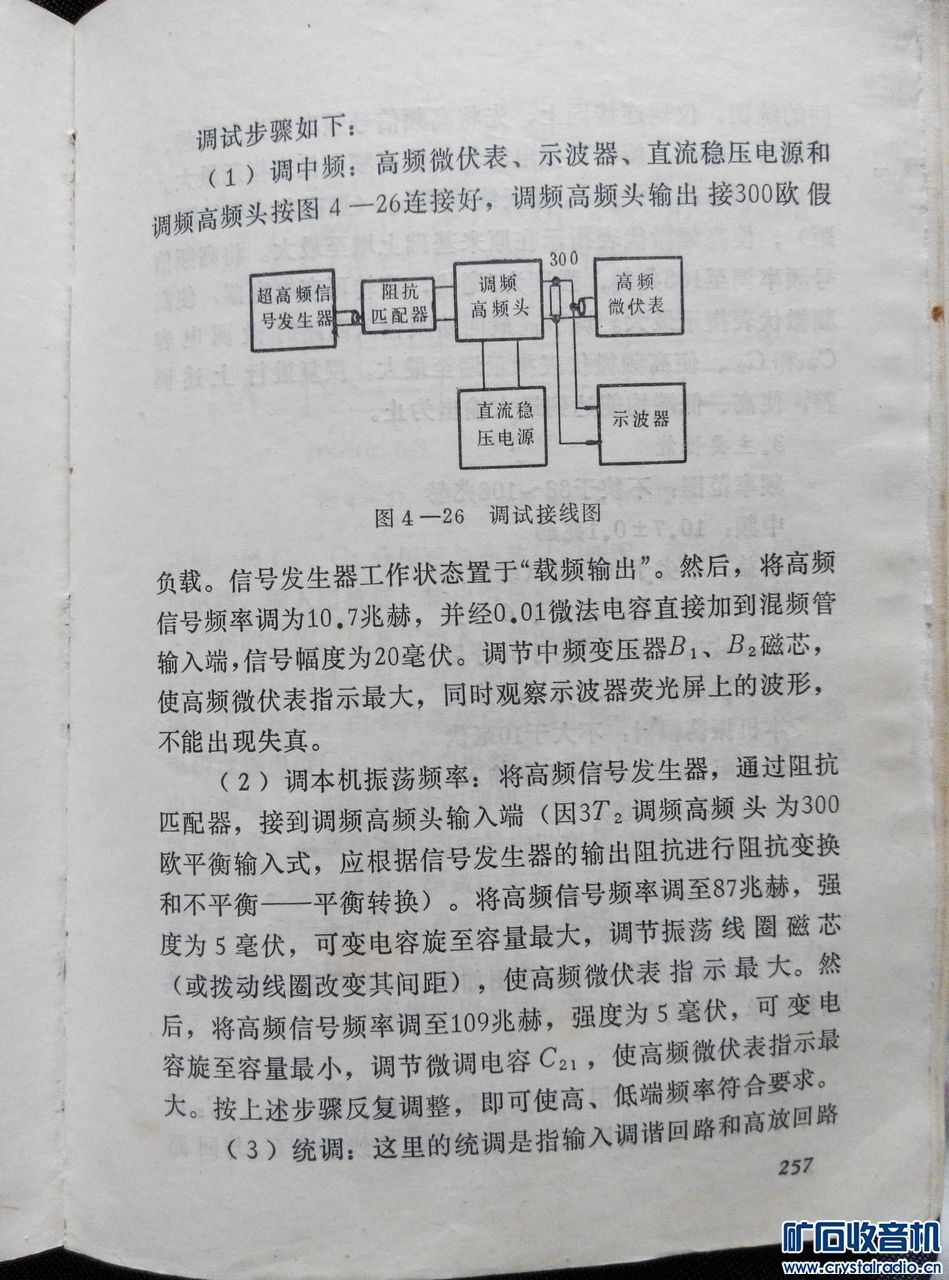 调试步骤如下：
（1）调中频：高频微伏表、示波器、直流稳压电源和
调频高频头按图4—26连接好，调频高频头输出接300欧假
超高频信
号发生器
阻抗
匹配器
调频
高频头
300
高频
微伏表
直流稳
压电源
示波器
图4—26 调试接线图
负载。信号发生器工作状态置于“载频输出”。然后，将高频
信号频率调为10.7兆赫，并经0.01微法电容直接加到混频管
输入端，信号幅度为20毫伏。调节中频变压器B₁、B₂磁芯，
使高频微伏表指示最大，同时观察示波器荧光屏上的波形，
不能出现失真。
（2）调本机振荡频率：将高频信号发生器，通过阻抗
匹配器，接到调频高频头输入端（因3T₂调频高频头为300
欧平衡输入式，应根据信号发生器的输出阻抗进行阻抗变换
和不平衡——平衡转换）。将高频信号频率调至87兆赫，强
度为5毫伏，可变电容旋至容量最大，调节振荡线圈磁芯
（或拨动线圈改变其间距），使高频微伏表指示最大。然
后，将高频信号频率调至109兆赫，强度为5毫伏，可变电
容旋至容量最小，调节微调电容C₂₁，使高频微伏表指示最
大。按上述步骤反复调整，即可使高、低端频率符合要求。
（3）统调：这里的统调是指输入调谐回路和高放回路
257
矿石收音机
www.crystalradio.cn